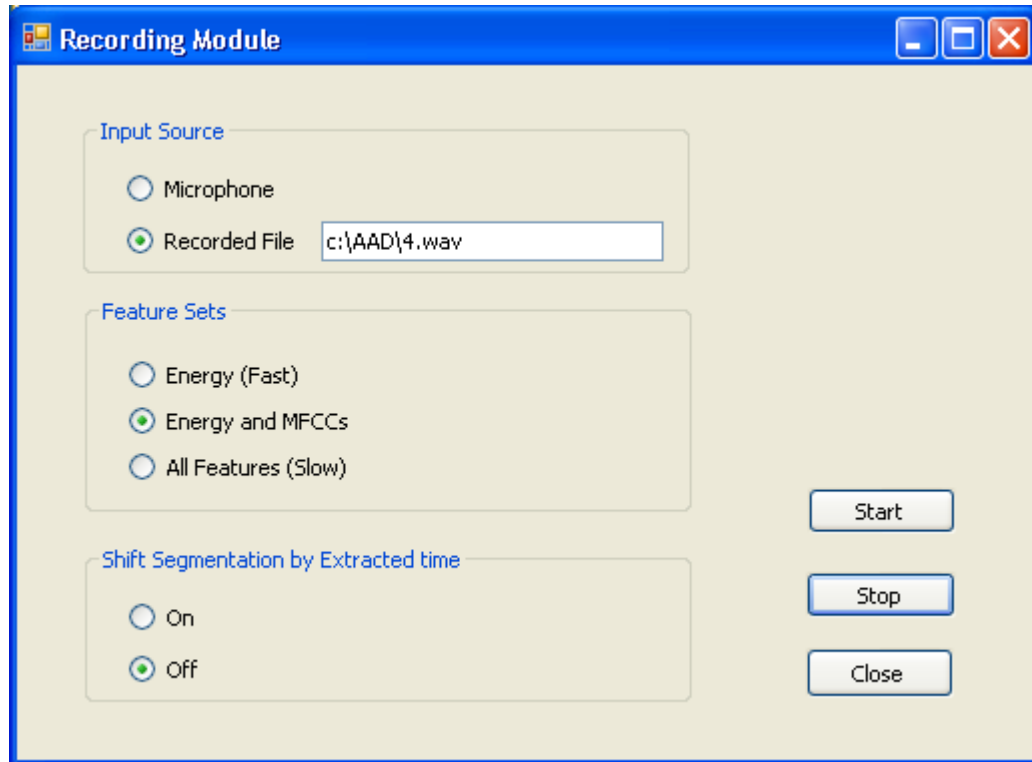 Recording Module
Input Source
Microphone
Recorded File c:\AAD\4.wav
Feature Sets
Energy (Fast)
Energy and MFCCs
All Features (Slow)
Start
Shift Segmentation by Extracted time
Stop
On
Off
Close